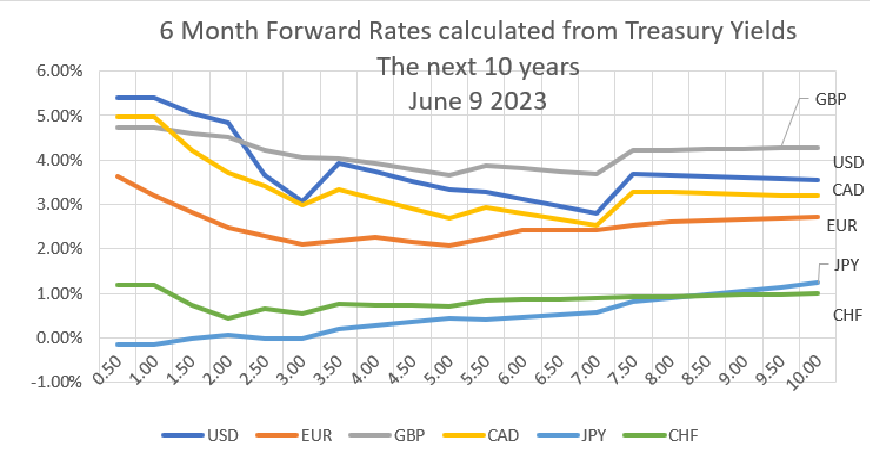 6 Month Forward Rates calculated from Treasury Yields
The next 10 years
June 9 2023
6.00%
5.00%
4.00%
3.00%
2.00%
1.00%
0.00%
-1.00%
GBP
USD
CAD
EUR
JPY
CHF
0.50 1.00 1.50 2.00 2.50 3.00 3.50 4.00 4.50 5.00 5.50 6.00 6.50 7.00 7.50 8.00 8.50 9.00 9.50 10.00
USD EUR GBP CAD JPY CHF